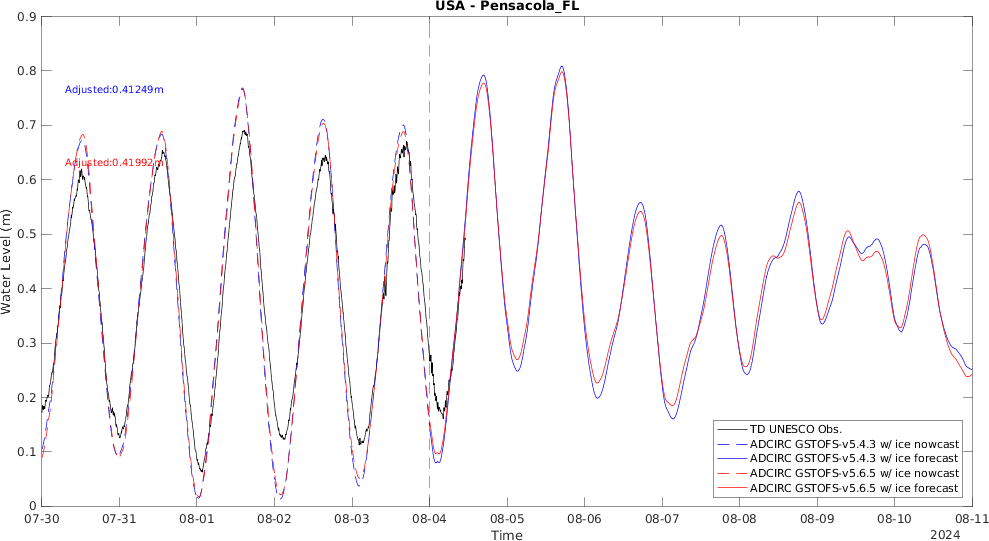 USA - Pensacola_FL
0.9
0.8
0.7
0.6
0.5
0.4
0.3
0.2
0.1
0
Water Level (m)
Adjusted:0.41249m
Adjusted:0.41992m
TD UNESCO Obs.
ADCIRC GSTOFS-v5.4.3 w/ ice nowcast
ADCIRC GSTOFS-v5.4.3 w/ ice forecast
ADCIRC GSTOFS-v5.6.5 w/ ice nowcast
ADCIRC GSTOFS-v5.6.5 w/ ice forecast
07-30 07-31 08-01 08-02 08-03 08-04 08-05 08-06 08-07 08-08 08-09 08-10 08-11
Time
2024